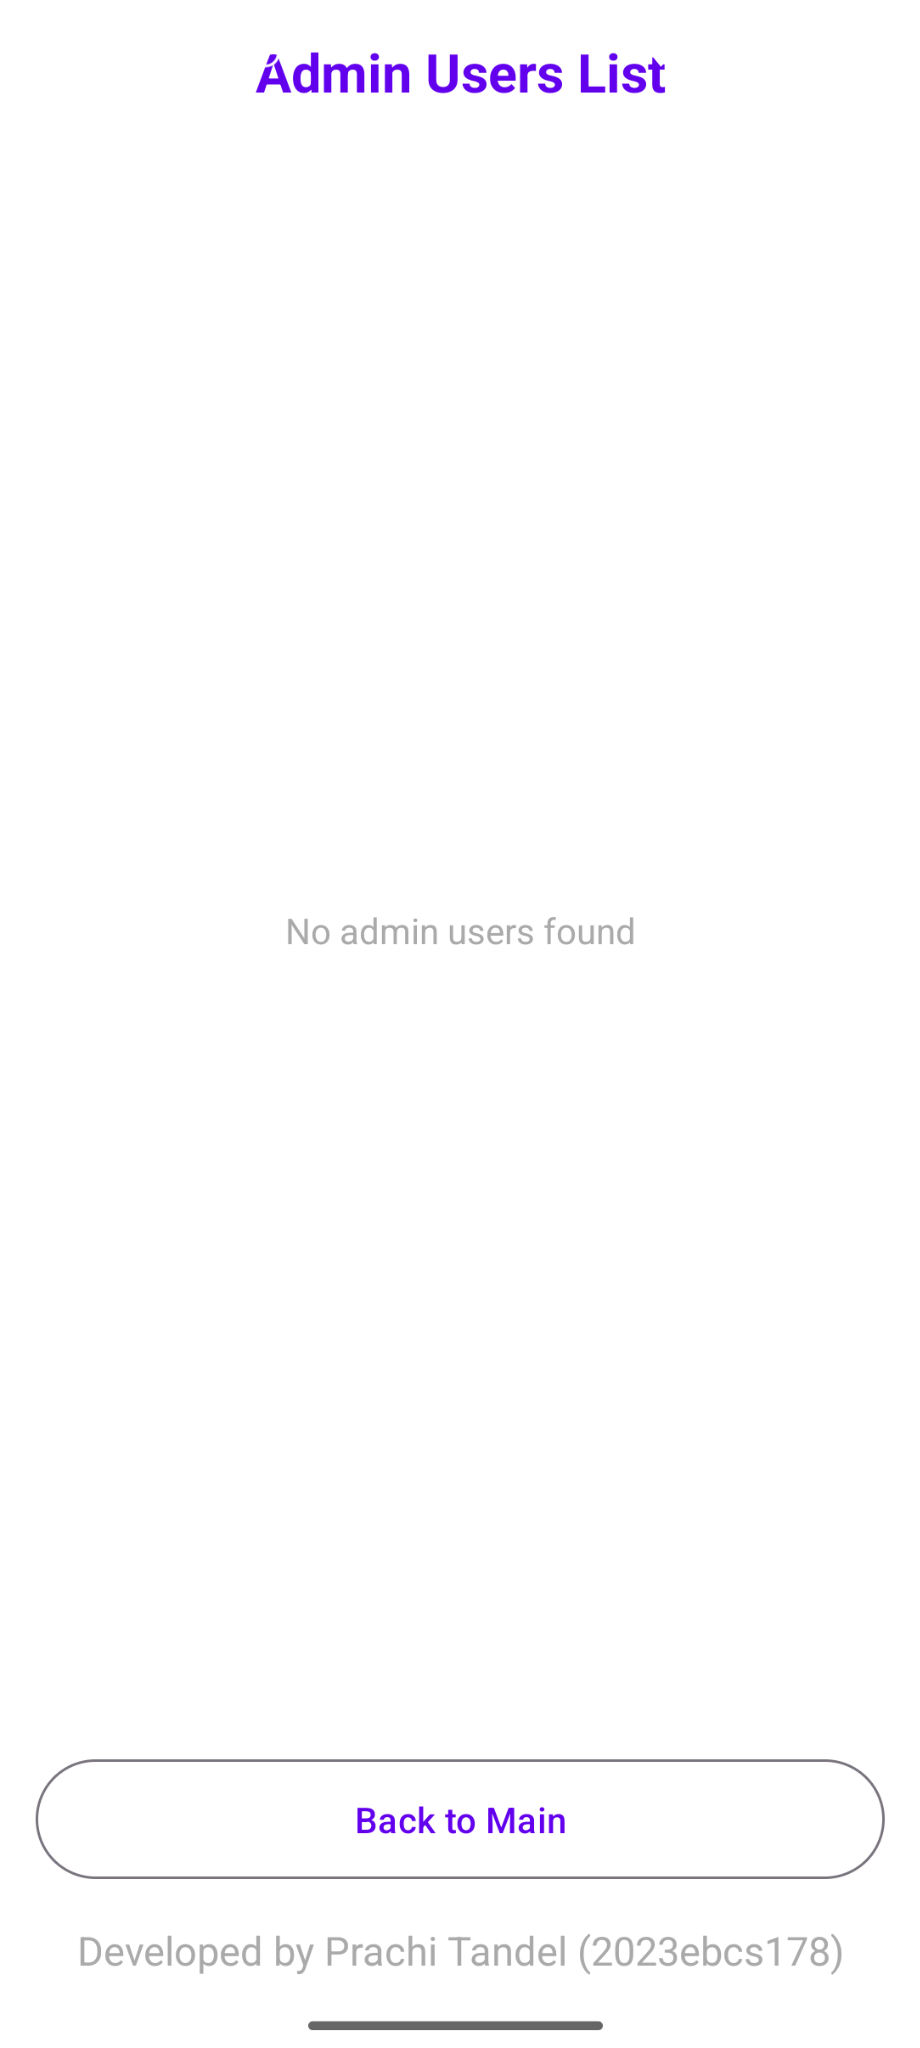 Admin Users List
No admin users found
Back to Main
Developed by Prachi Tandel (2023ebcs178)